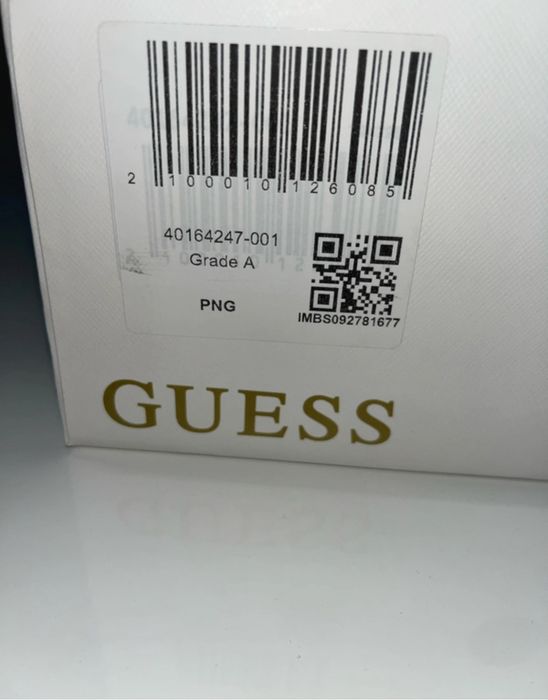 2 100010 126085
40164247-001
Grade A
PNG
IMBS092781677
GUESS